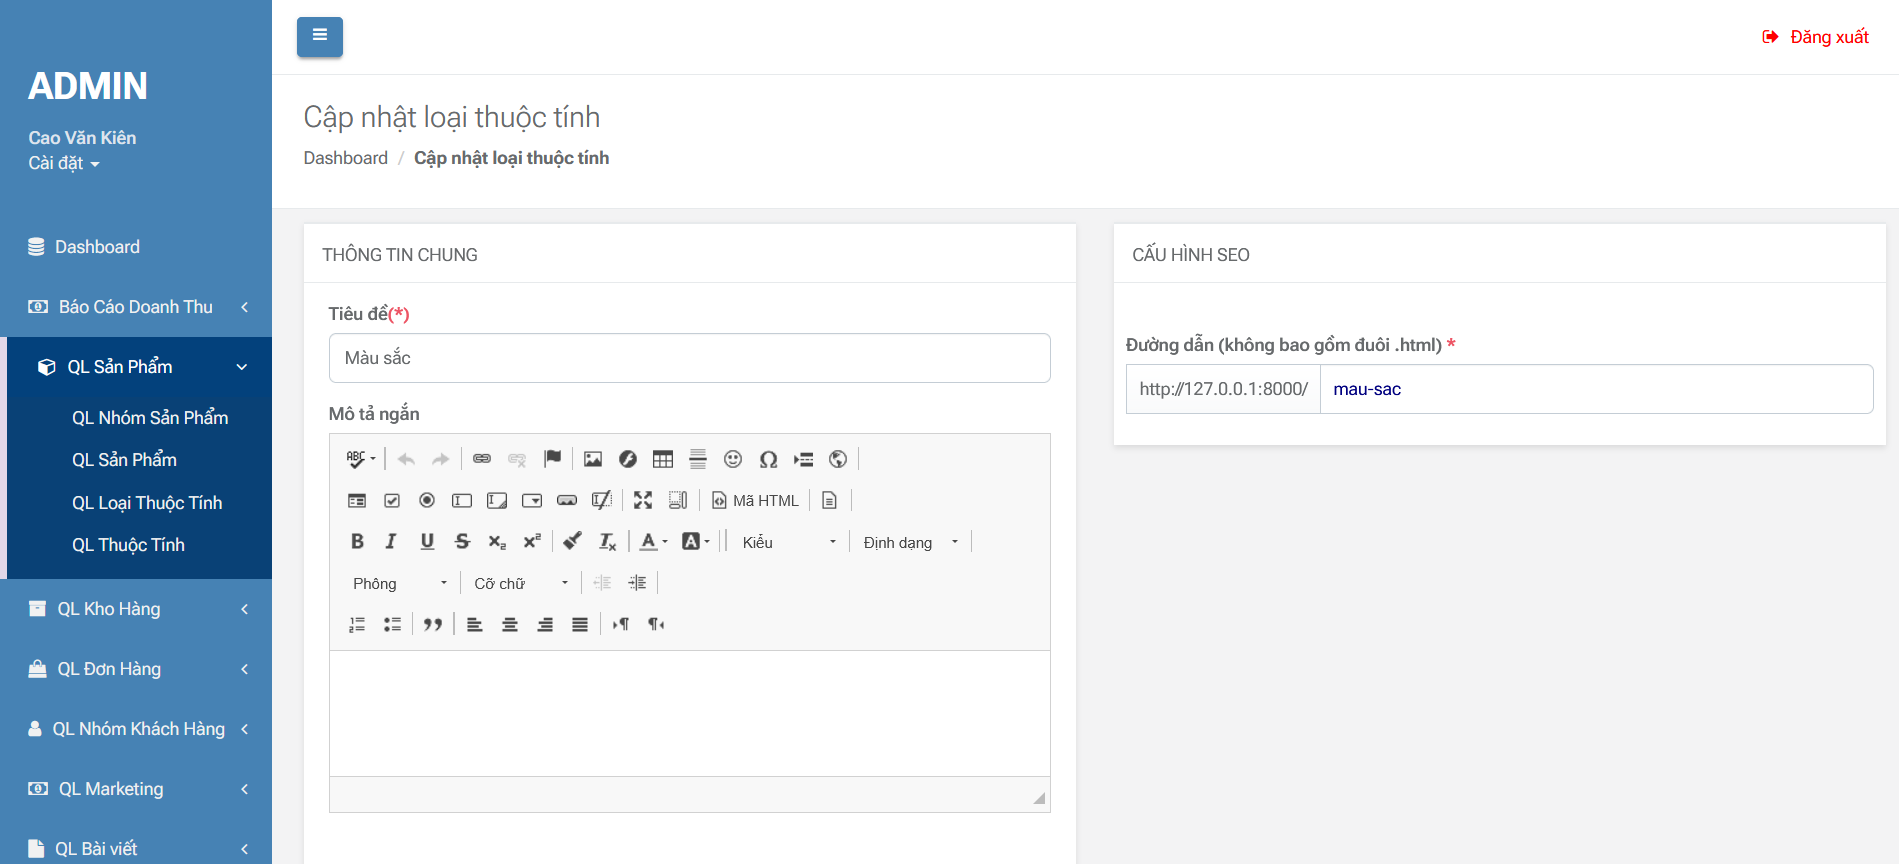 ADMIN
Cao Văn Kiên
Cài đặt
Dashboard
Báo Cáo Doanh Thu
QL Sản Phẩm
QL Nhóm Sản Phẩm
QL Sản Phẩm
QL Loại Thuộc Tính
QL Thuộc Tính
QL Kho Hàng
QL Đơn Hàng
QL Nhóm Khách Hàng
QL Marketing
QL Bài viết
Đăng xuất
Cập nhật loại thuộc tính
Dashboard / Cập nhật loại thuộc tính
THÔNG TIN CHUNG
Tiêu đề(*)
Màu sắc
Mô tả ngắn
Mã HTML
Kiểu
Định dạng
Phông
Cỡ chữ
CẤU HÌNH SEO
Đường dẫn (không bao gồm đuôi .html) *
http://127.0.0.1:8000/ mau-sac